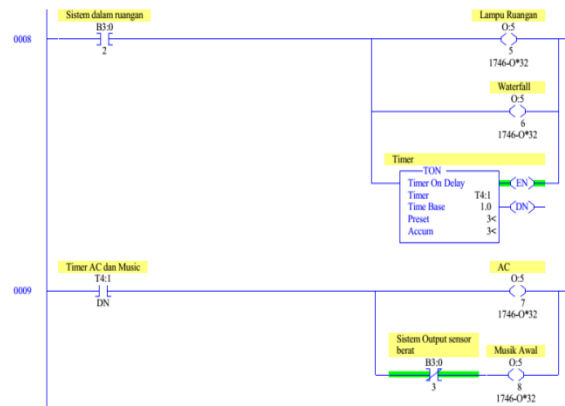 Sistem dalam ruangan
B3:0
2
0008
Lampu Ruangan
O:5
5
1746-O*32
Waterfall
O:5
6
1746-O*32
Timer
TON
Timer On Delay
Timer T4:1
Time Base 1.0
Preset 3<
Accum 3<
EN
DN
Timer AC dan Music
T4:1
DN
0009
AC
O:5
7
1746-O*32
Sistem Output sensor
berat
B3:0
3
Musik Awal
O:5
8
1746-O*32